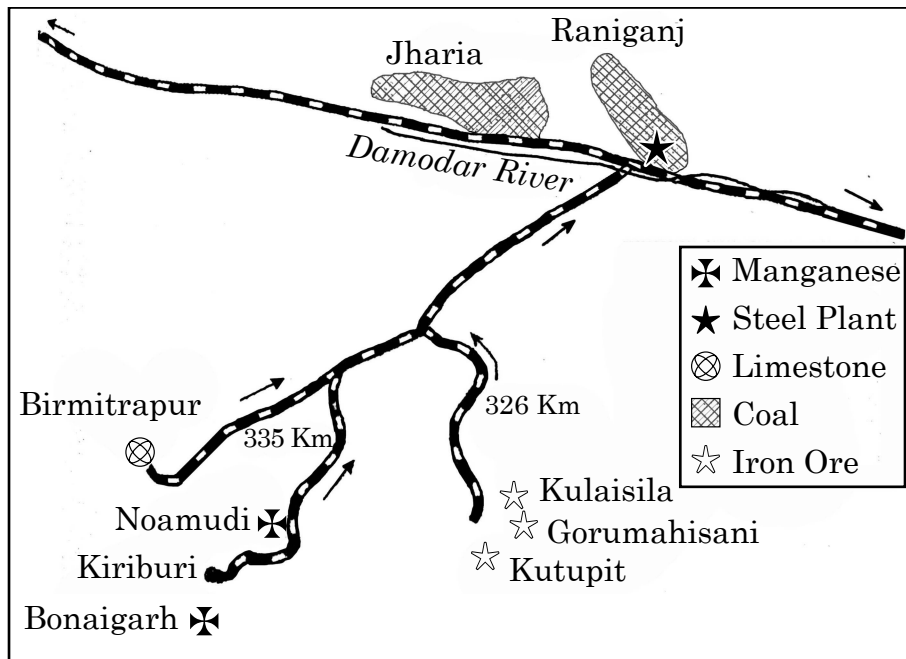 Raniganj
Jharia
Damodar River
Manganese
Steel Plant
Limestone
Coal
Iron Ore
Birmitrapur
335 Km
326 Km
Noamudi
Kiriburi
Bonaigarh
Kulaisila
Gorumahisani
Kutupit